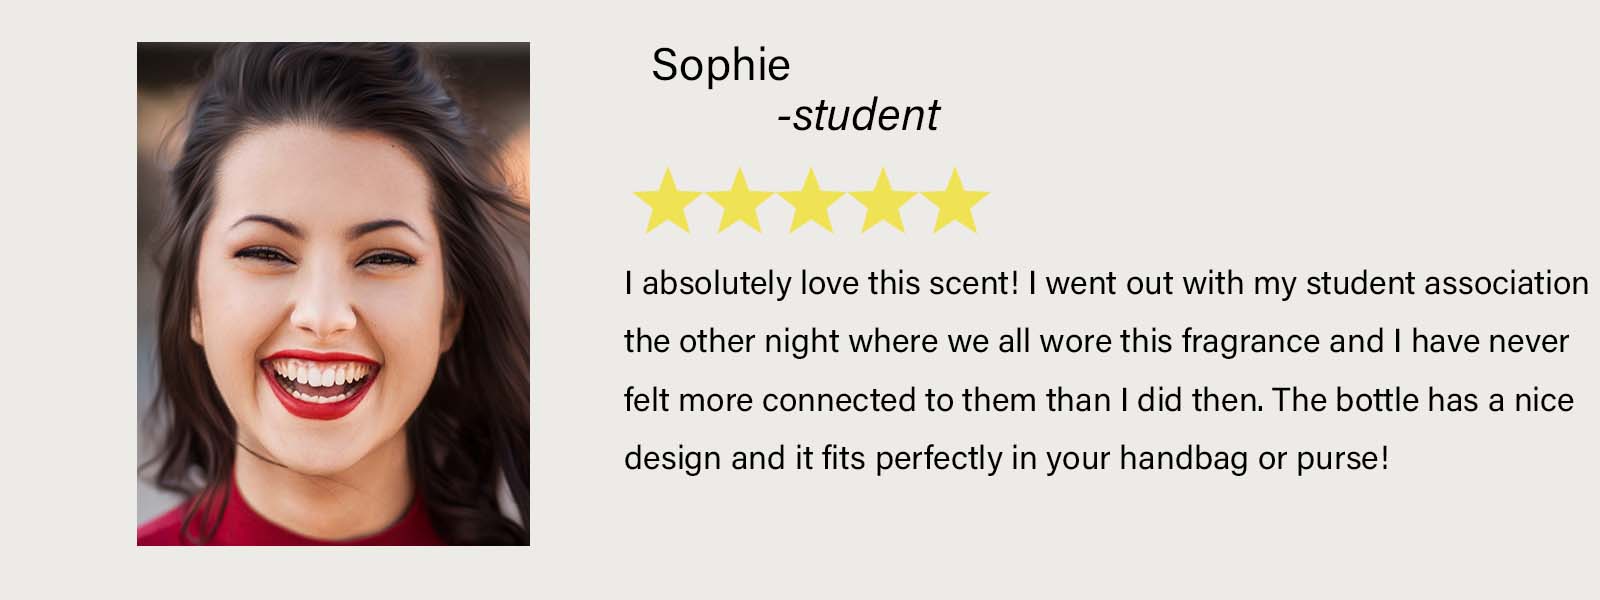 Sophie
-student
I absolutely love this scent! I went out with my student association
the other night where we all wore this fragrance and I have never
felt more connected to them than I did then. The bottle has a nice
design and it fits perfectly in your handbag or purse!